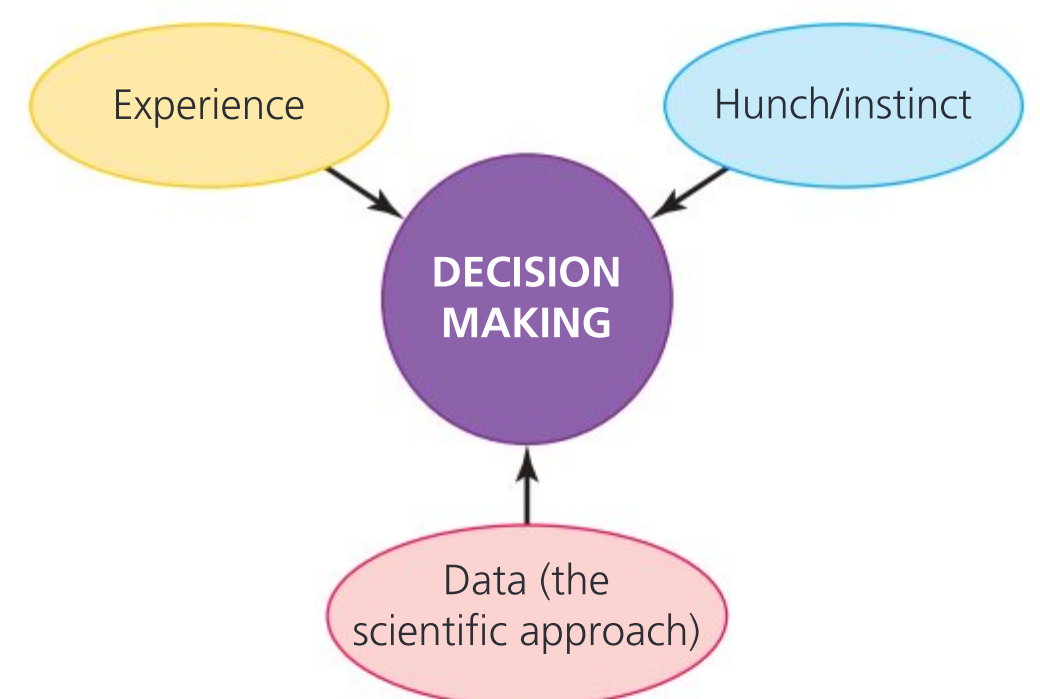 Experience
Hunch/instinct
DECISION
MAKING
Data (the
scientific approach)